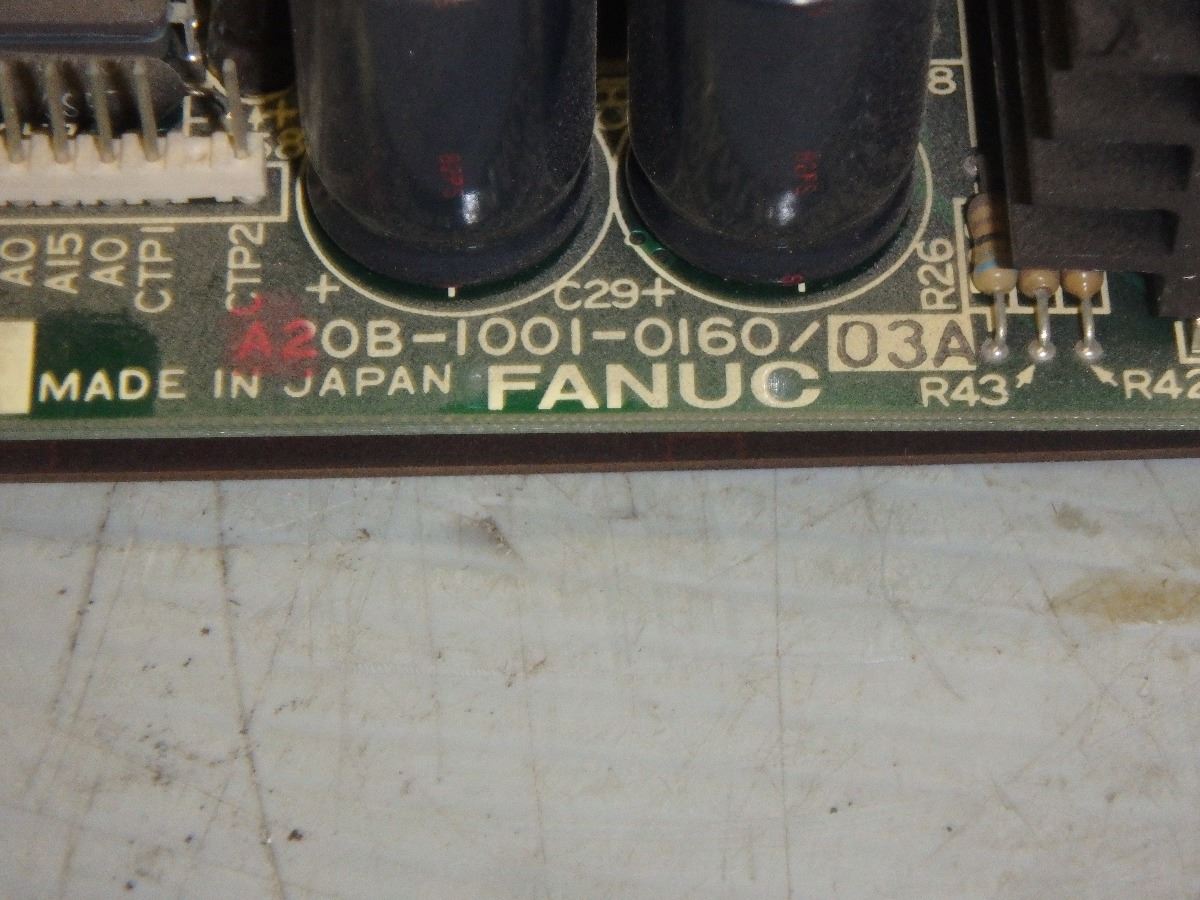 8
AO
AI5
AO
CTP1
CTP2
+
C29+
R26
A20B-1001-0160/03A
MADE IN JAPAN FANUC
R43
R42